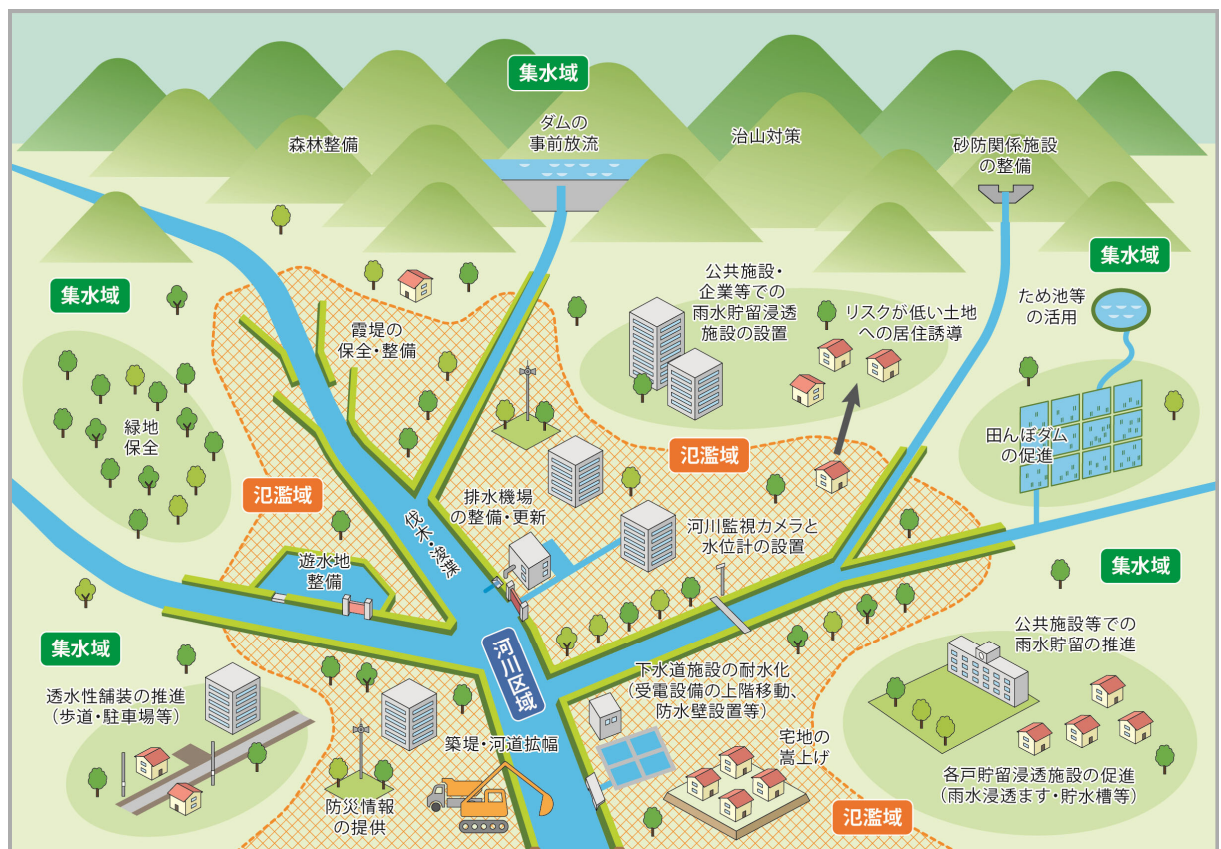 集水域
森林整備
ダムの
事前放流
治山対策
砂防関係施設
の整備
集水域
集水域
公共施設・
企業等での
雨水貯留浸透
施設の設置
リスクが低い土地
への居住誘導
ため池等
の活用
霞堤の
保全・整備
緑地
保全
田んぼダム
の促進
氾濫域
氾濫域
排水機場
の整備・更新
伐木・浚渫
河川監視カメラと
水位計の設置
遊水地
整備
集水域
集水域
公共施設等での
雨水貯留の推進
河川区域
下水道施設の耐水化
(受電設備の上階移動、
防水壁設置等)
透水性舗装の推進
(歩道・駐車場等)
築堤・河道拡幅
宅地の
嵩上げ
各戸貯留浸透施設の促進
(雨水浸透ます・貯水槽等)
防災情報
の提供
氾濫域